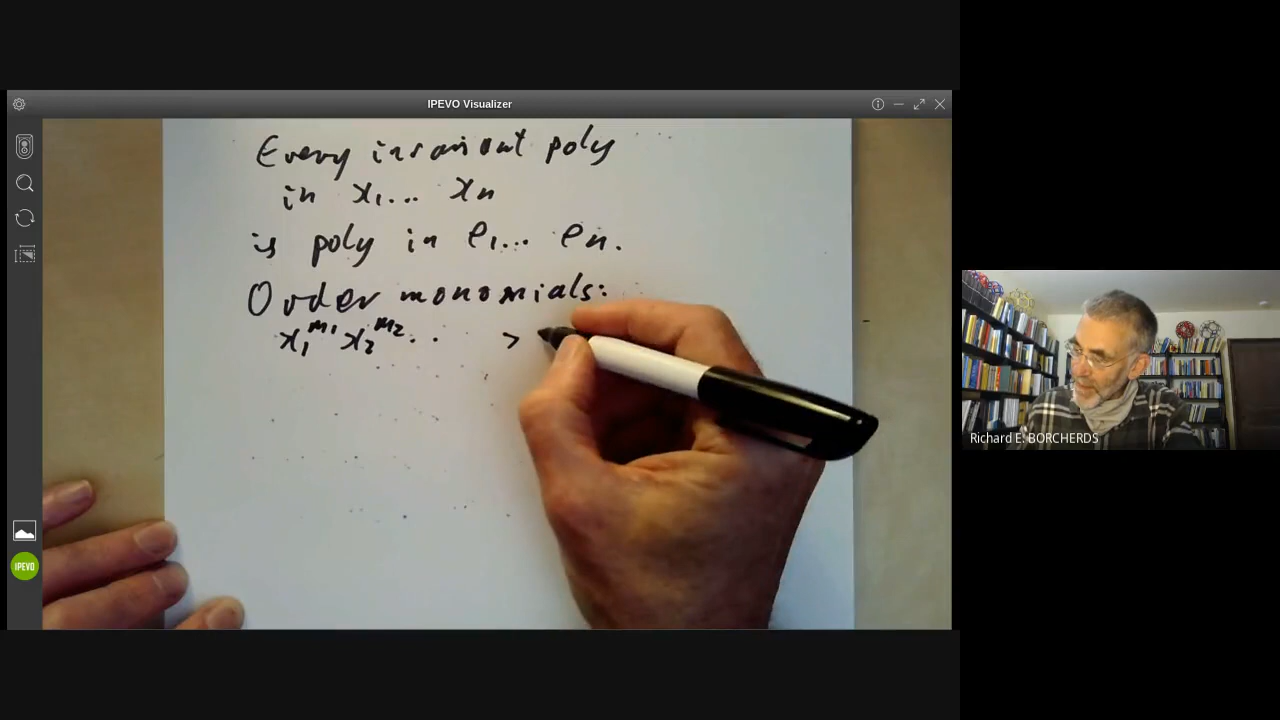 IPEVO Visualizer
Every invariant poly
in x₁... xₙ
is poly in e₁... eₙ.
Order monomials:
x₁^m₁ x₂^m₂ .. >
IPEVO
Richard E. BORCHERDS